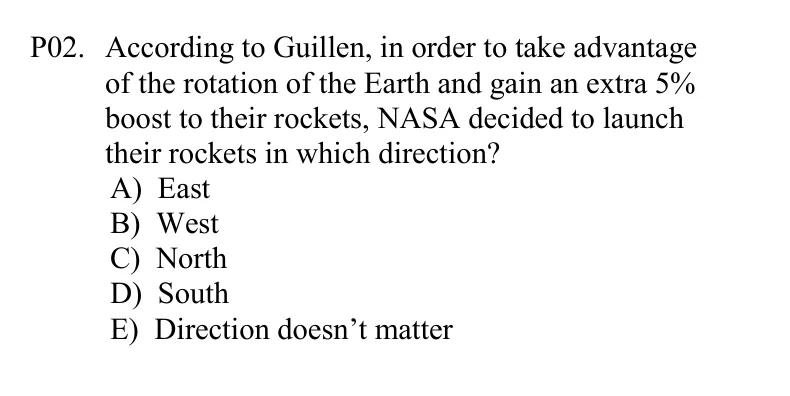 P02. According to Guillen, in order to take advantage
of the rotation of the Earth and gain an extra 5%
boost to their rockets, NASA decided to launch
their rockets in which direction?
A) East
B) West
C) North
D) South
E) Direction doesn’t matter